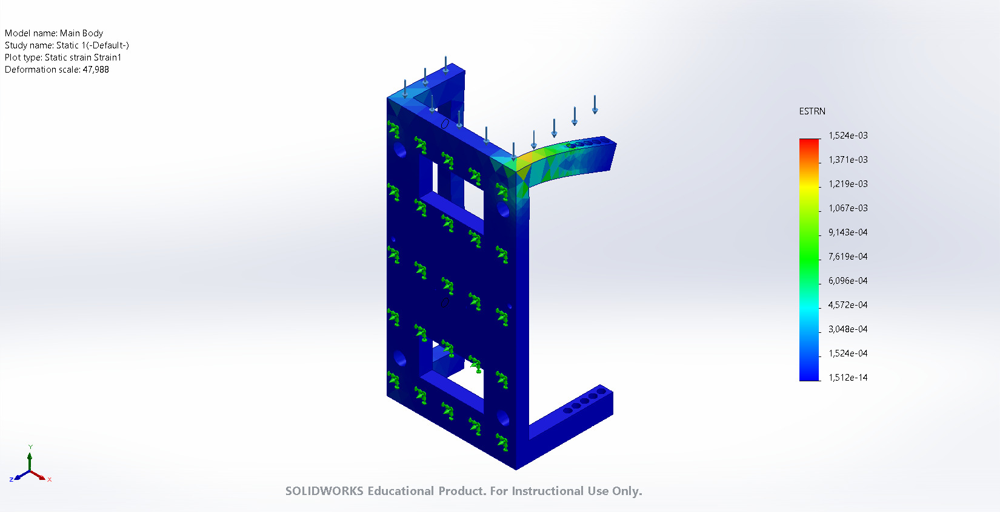 Model name: Main Body
Study name: Static 1(-Default-)
Plot type: Static strain Strain1
Deformation scale: 47,988
ESTRN
1,524e-03
1,371e-03
1,219e-03
1,067e-03
9,143e-04
7,619e-04
6,096e-04
4,572e-04
3,048e-04
1,524e-04
1,512e-14
Y
Z
X
SOLIDWORKS Educational Product. For Instructional Use Only.